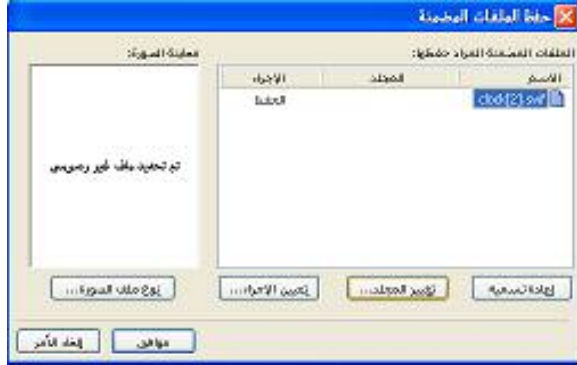 حفظ الملفات المضمنة
الملفات المضمنة المراد حفظها:
معاينة الصورة:
الاسم المجلد الإجراء
clock[2].swf الحفظ
تم تحديد ملف غير رسومي
إعادة تسمية
تغيير المجلد...
تعيين الإجراء...
نوع ملف الصورة...
موافق
إلغاء الأمر